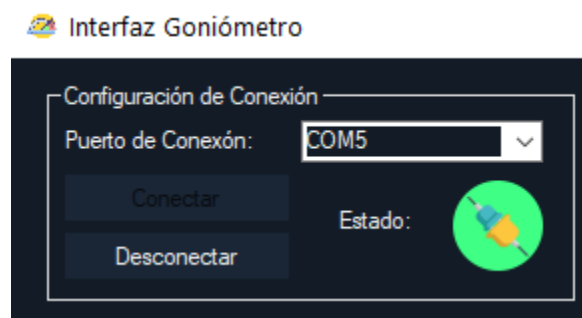 Interfaz Goniómetro
Configuración de Conexión
Puerto de Conexón: COM5
Conectar
Estado:
Desconectar